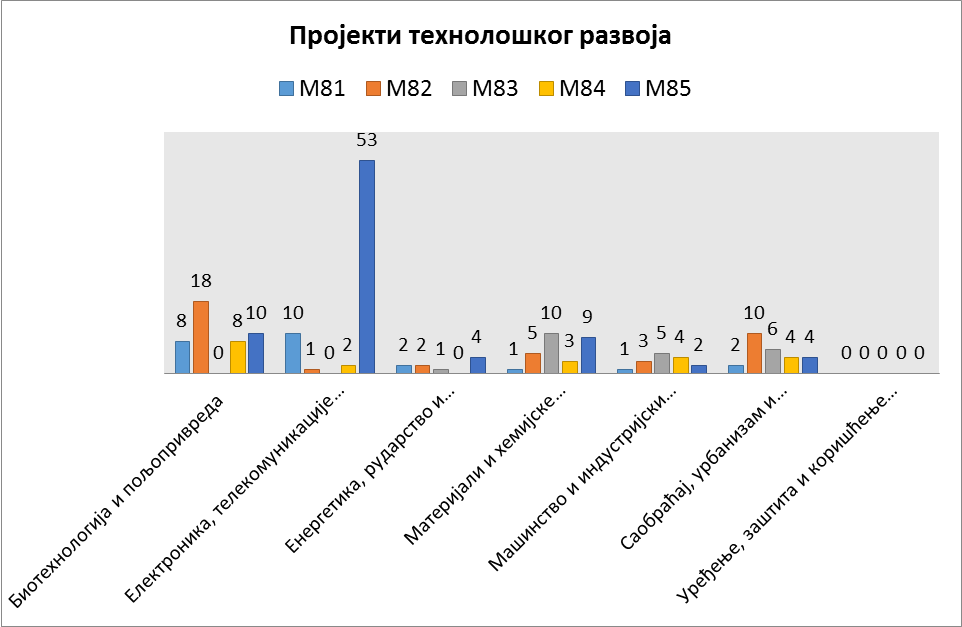 Пројекти технолошког развоја
M81 M82 M83 M84 M85
8 18 0 8 10
10 1 0 2 53
2 2 1 0 4
1 5 10 3 9
1 3 5 4 2
2 10 6 4 4
0 0 0 0 0
Биотехнологија и пољопривреда
Електроника, телекомуникације...
Енергетика, рударство и...
Материјали и хемијске...
Машинство и индустријски...
Саобраћај, урбанизам и...
Уређење, заштита и коришћење...